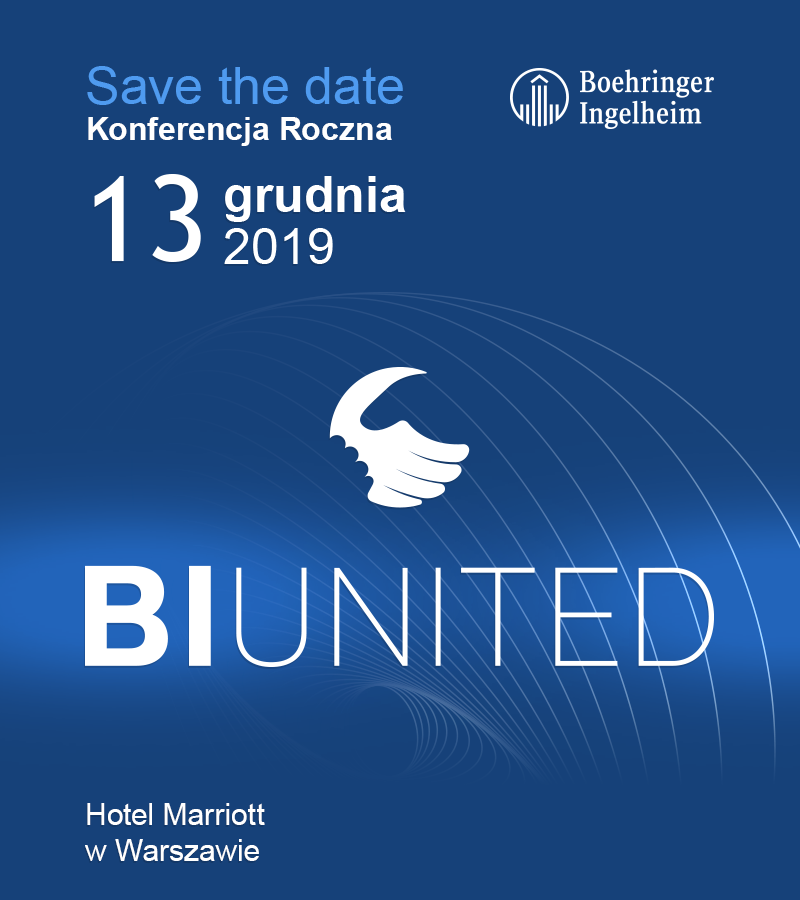 Save the date
Konferencja Roczna
13 grudnia
2019
Boehringer
Ingelheim
BIUNITED
Hotel Marriott
w Warszawie